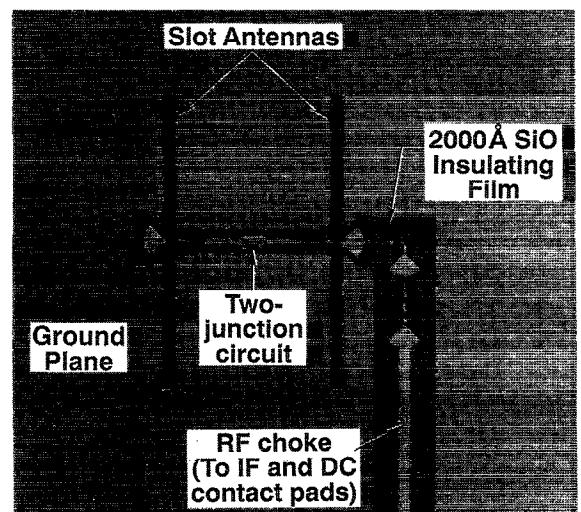 Slot Antennas
2000Å SiO
Insulating
Film
Two-
junction
circuit
Ground
Plane
RF choke
(To IF and DC
contact pads)